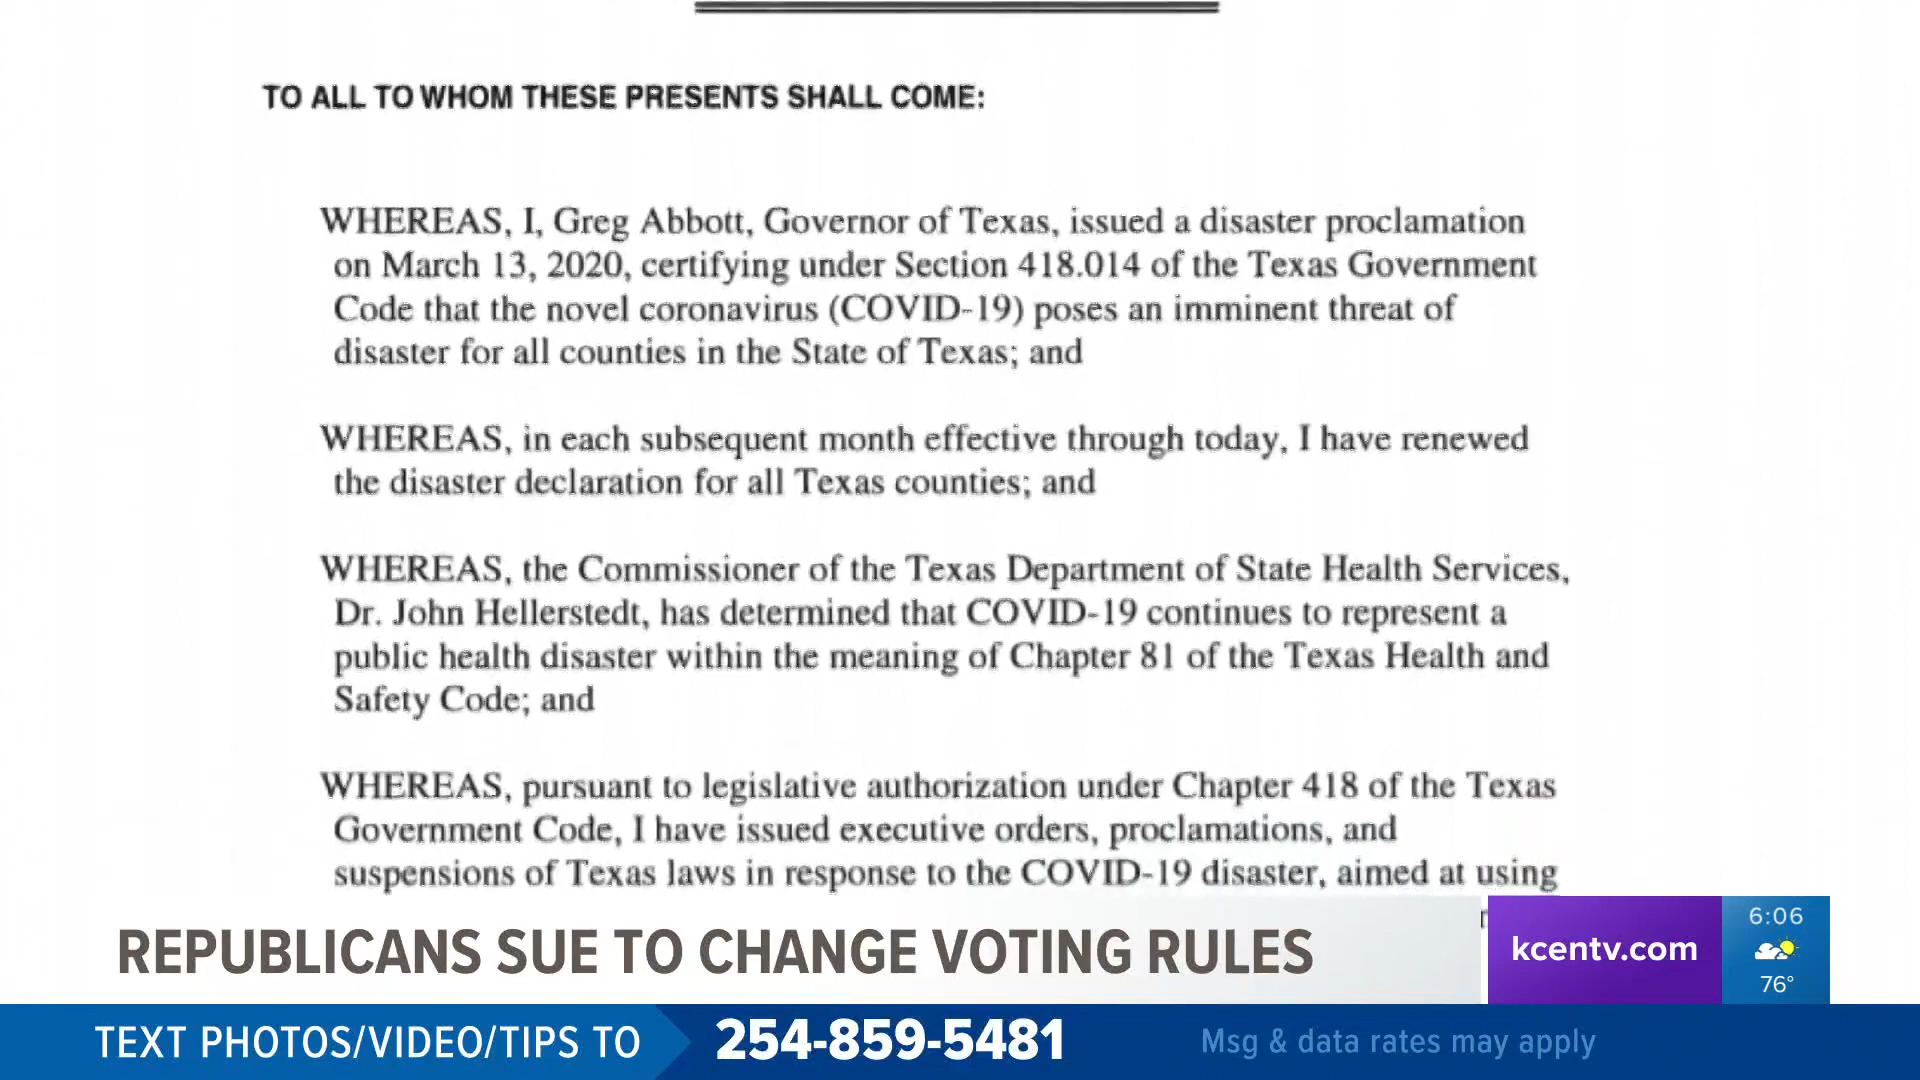 TO ALL TO WHOM THESE PRESENTS SHALL COME:
WHEREAS, I, Greg Abbott, Governor of Texas, issued a disaster proclamation
on March 13, 2020, certifying under Section 418.014 of the Texas Government
Code that the novel coronavirus (COVID-19) poses an imminent threat of
disaster for all counties in the State of Texas; and
WHEREAS, in each subsequent month effective through today, I have renewed
the disaster declaration for all Texas counties; and
WHEREAS, the Commissioner of the Texas Department of State Health Services,
Dr. John Hellerstedt, has determined that COVID-19 continues to represent a
public health disaster within the meaning of Chapter 81 of the Texas Health and
Safety Code; and
WHEREAS, pursuant to legislative authorization under Chapter 418 of the Texas
Government Code, I have issued executive orders, proclamations, and
suspensions of Texas laws in response to the COVID-19 disaster, aimed at using
REPUBLICANS SUE TO CHANGE VOTING RULES
kcentv.com
6:06
76°
TEXT PHOTOS/VIDEO/TIPS TO 254-859-5481 Msg & data rates may apply